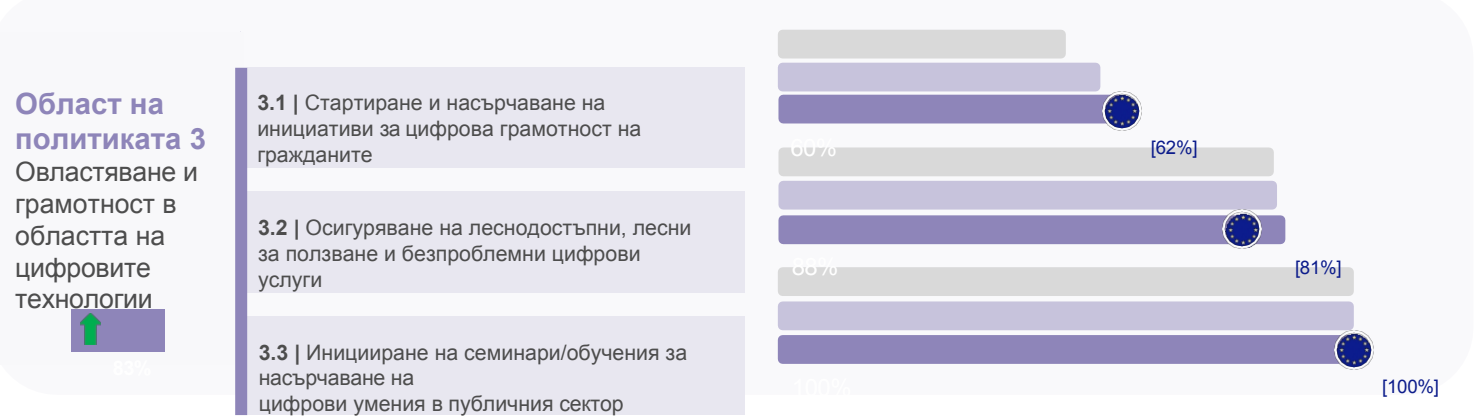 Област на
политиката 3
Овластяване и
грамотност в
областта на
цифровите
технологии
83%
3.1 | Стартиране и насърчаване на
инициативи за цифрова грамотност на
гражданите
60%
[62%]
3.2 | Осигуряване на леснодостъпни, лесни
за ползване и безпроблемни цифрови
услуги
88%
[81%]
3.3 | Иницииране на семинари/обучения за
насърчаване на
цифрови умения в публичния сектор
100%
[100%]